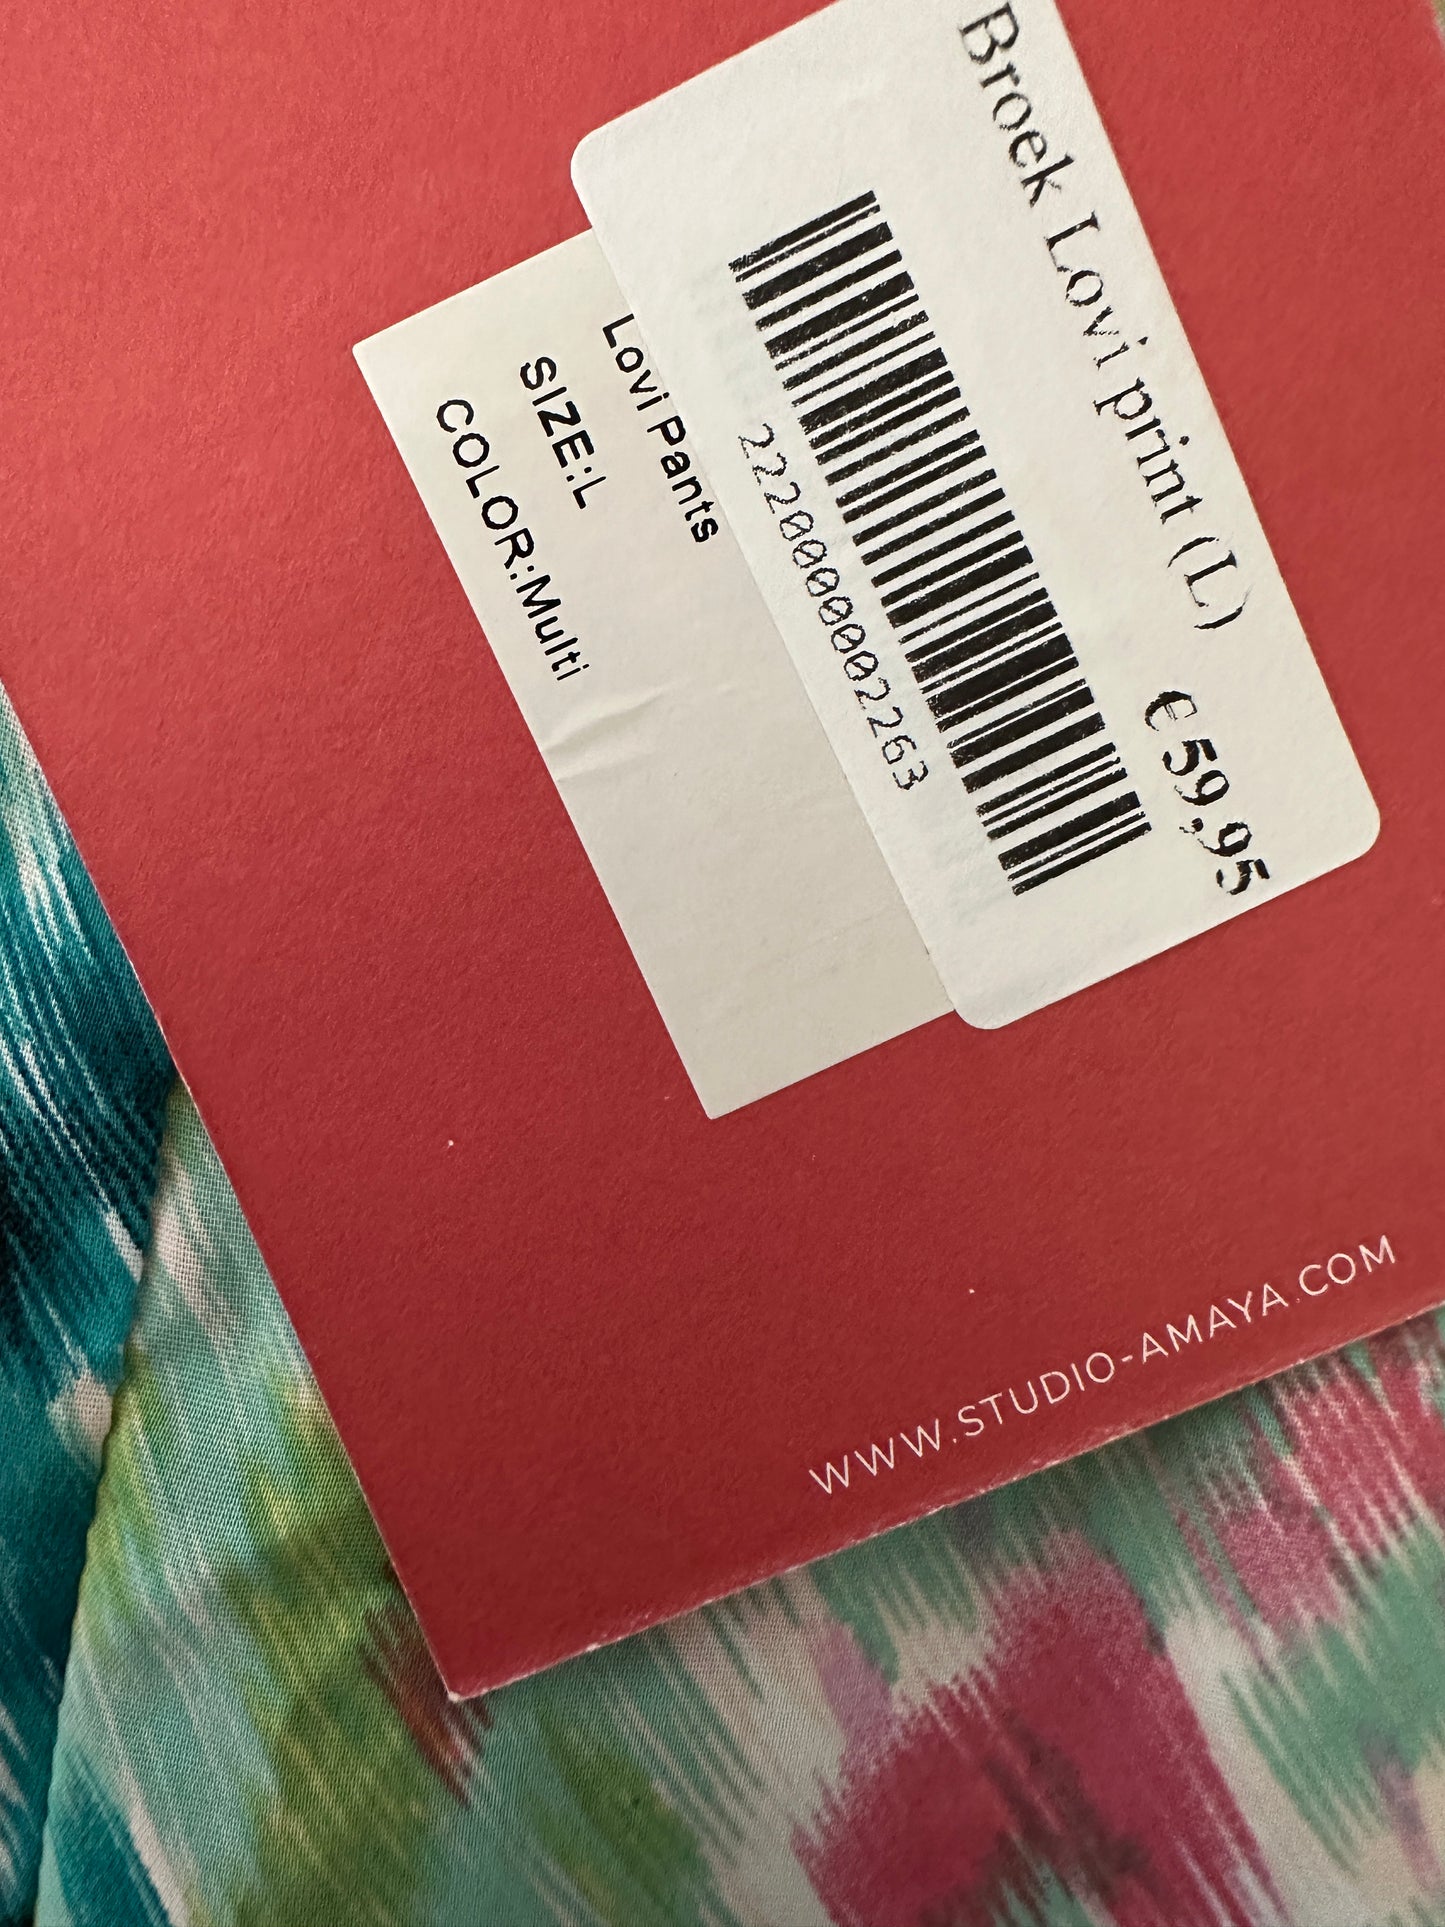 Broek Lovi print (L)
€ 59,95
2220000002263
Lovi Pants
SIZE:L
COLOR:Multi
WWW.STUDIO-AMAYA.COM